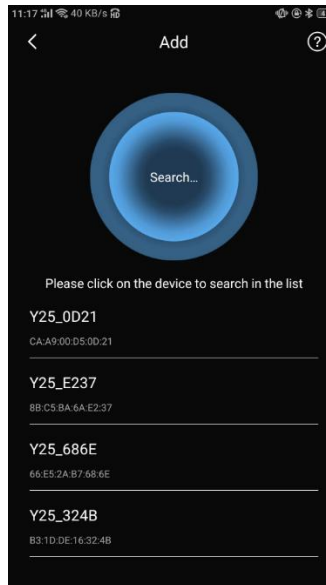 11:17 40 KB/s HD
Add
?
Search...
Please click on the device to search in the list
Y25_0D21
CA:A9:00:D5:0D:21
Y25_E237
8B:C5:BA:6A:E2:37
Y25_686E
66:E5:2A:B7:68:6E
Y25_324B
B3:1D:DE:16:32:4B